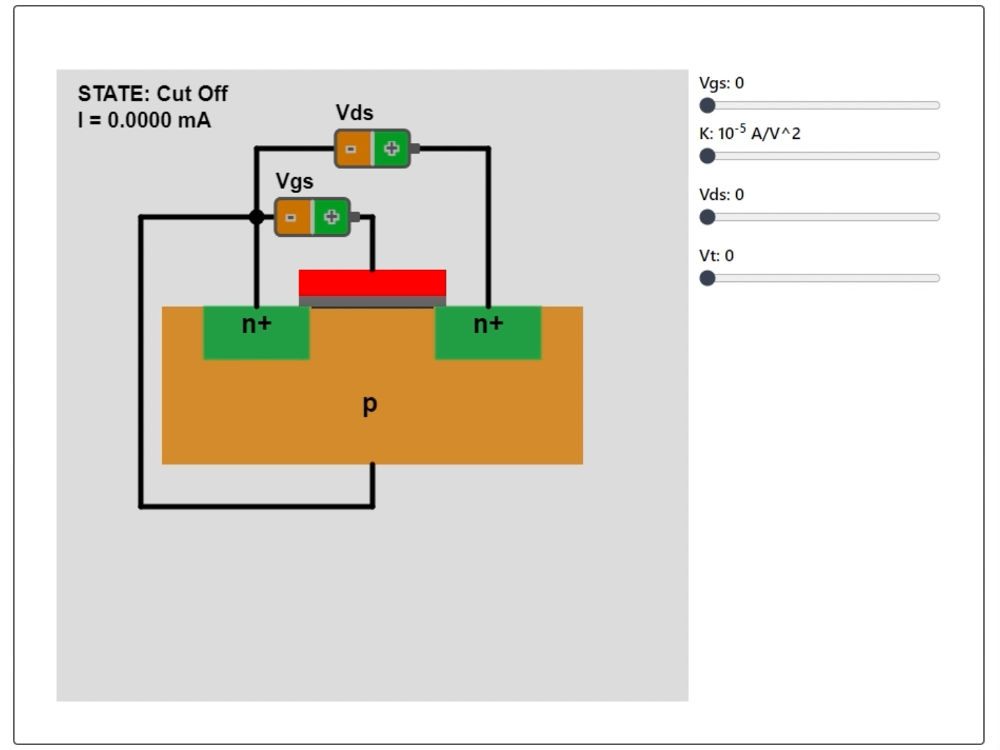 STATE: Cut Off
I = 0.0000 mA
Vds
- +
Vgs
- +
n+
n+
p
Vgs: 0
K: 10^-5 A/V^2
Vds: 0
Vt: 0